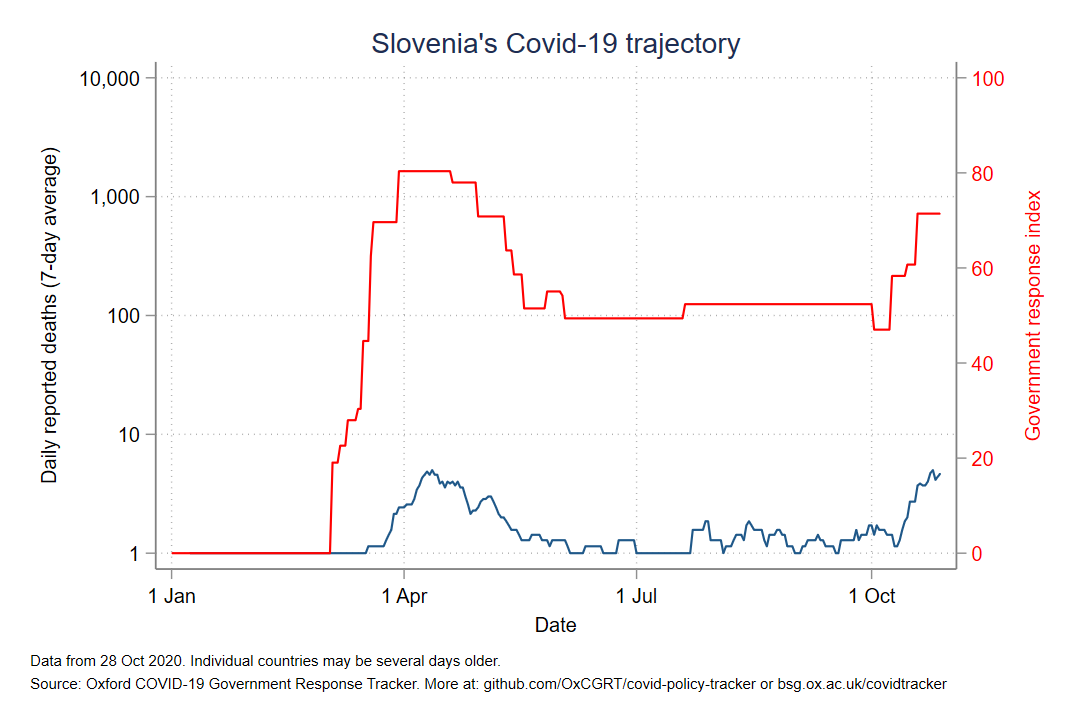 Slovenia's Covid-19 trajectory
10,000
1,000
100
10
1
Daily reported deaths (7-day average)
100
80
60
40
20
0
Government response index
1 Jan
1 Apr
1 Jul
1 Oct
Date
Data from 28 Oct 2020. Individual countries may be several days older.
Source: Oxford COVID-19 Government Response Tracker. More at: github.com/OxCGRT/covid-policy-tracker or bsg.ox.ac.uk/covidtracker